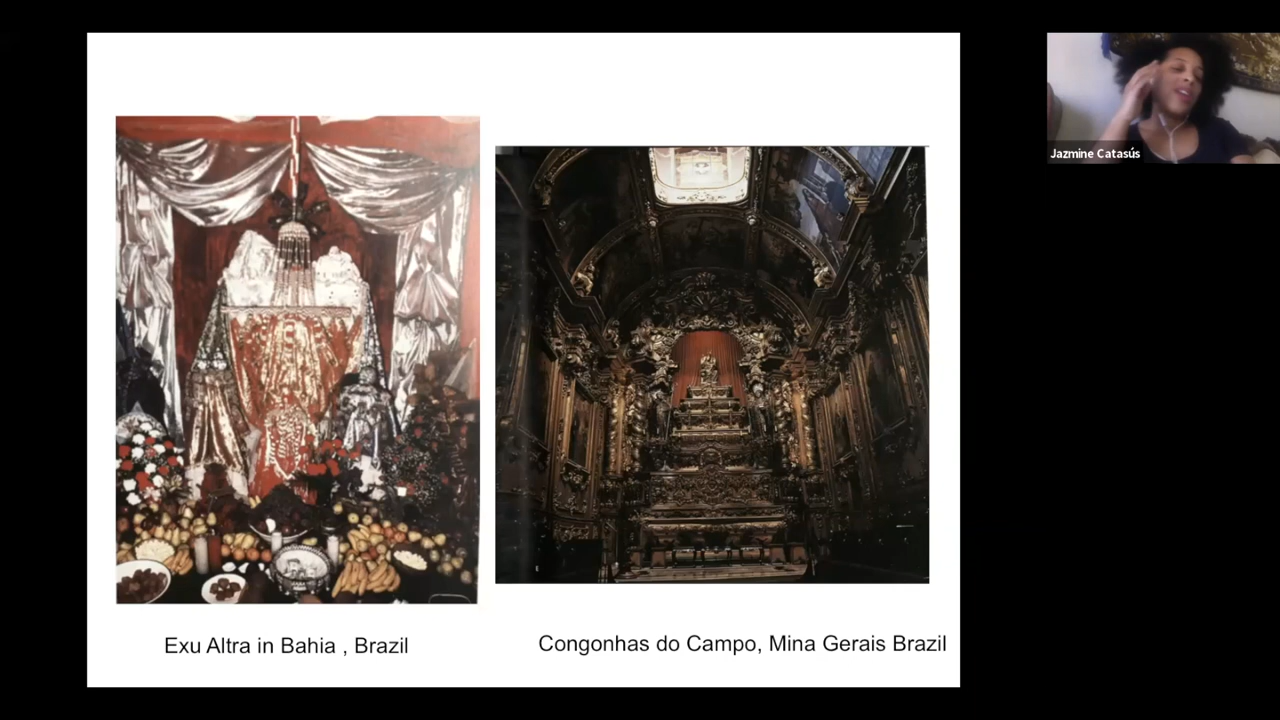 Jazmine Catasús
Exu Altra in Bahia , Brazil
Congonhas do Campo, Mina Gerais Brazil